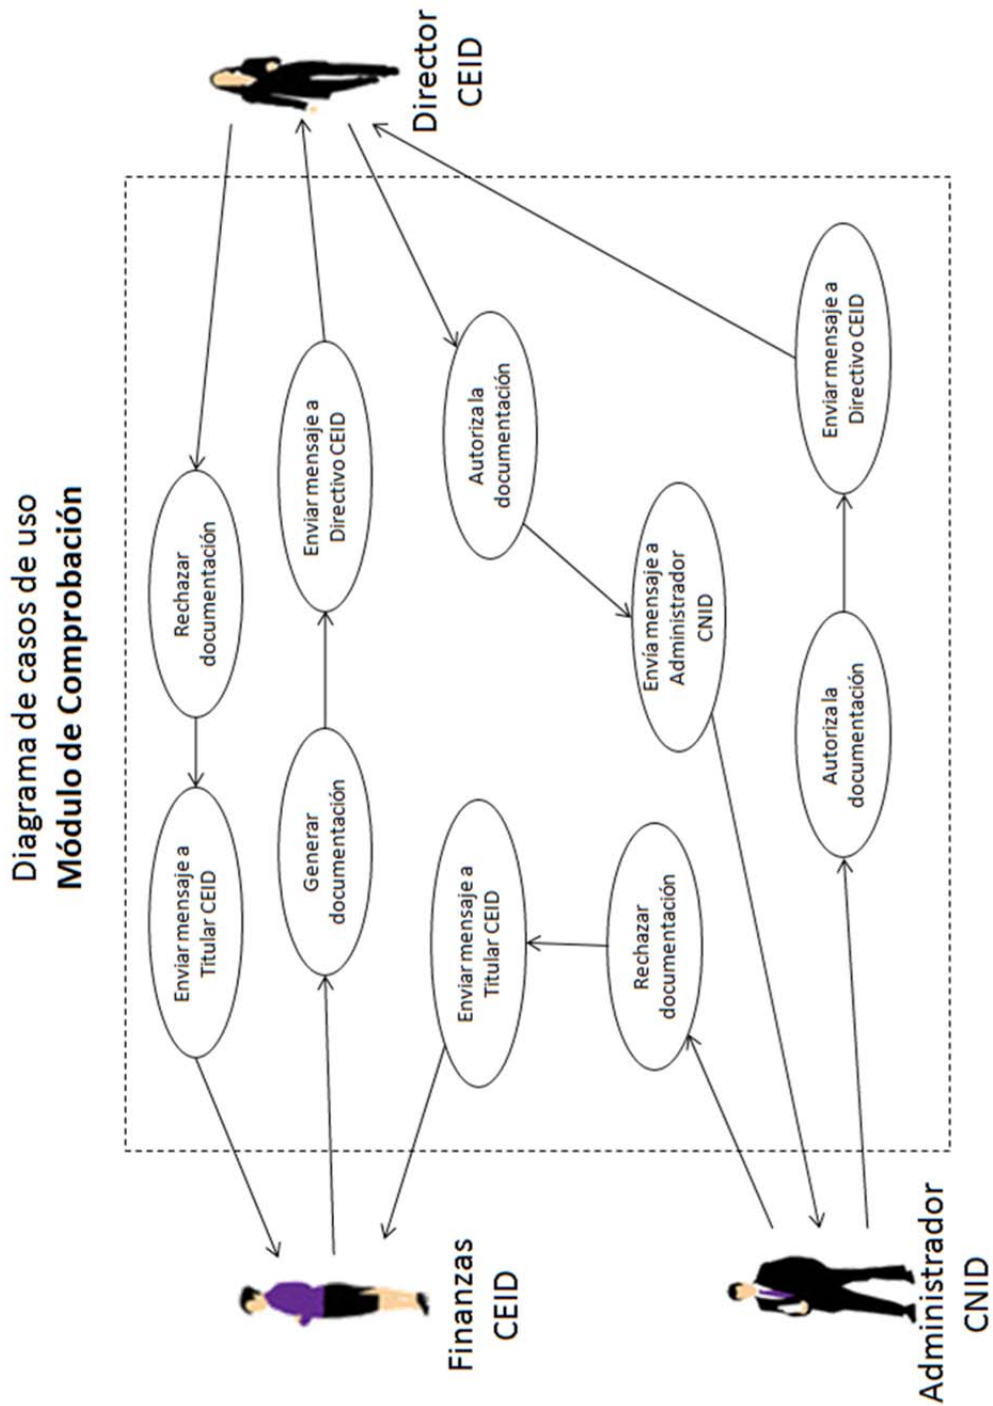 Diagrama de casos de uso
Módulo de Comprobación
Enviar mensaje a
Titular CEID
Rechazar
documentación
Generar
documentación
Enviar mensaje a
Directivo CEID
Director
CEID
Finanzas
CEID
Enviar mensaje a
Titular CEID
Autoriza la
documentación
Rechazar
documentación
Envía mensaje a
Administrador
CNID
Autoriza la
documentación
Enviar mensaje a
Directivo CEID
Administrador
CNID